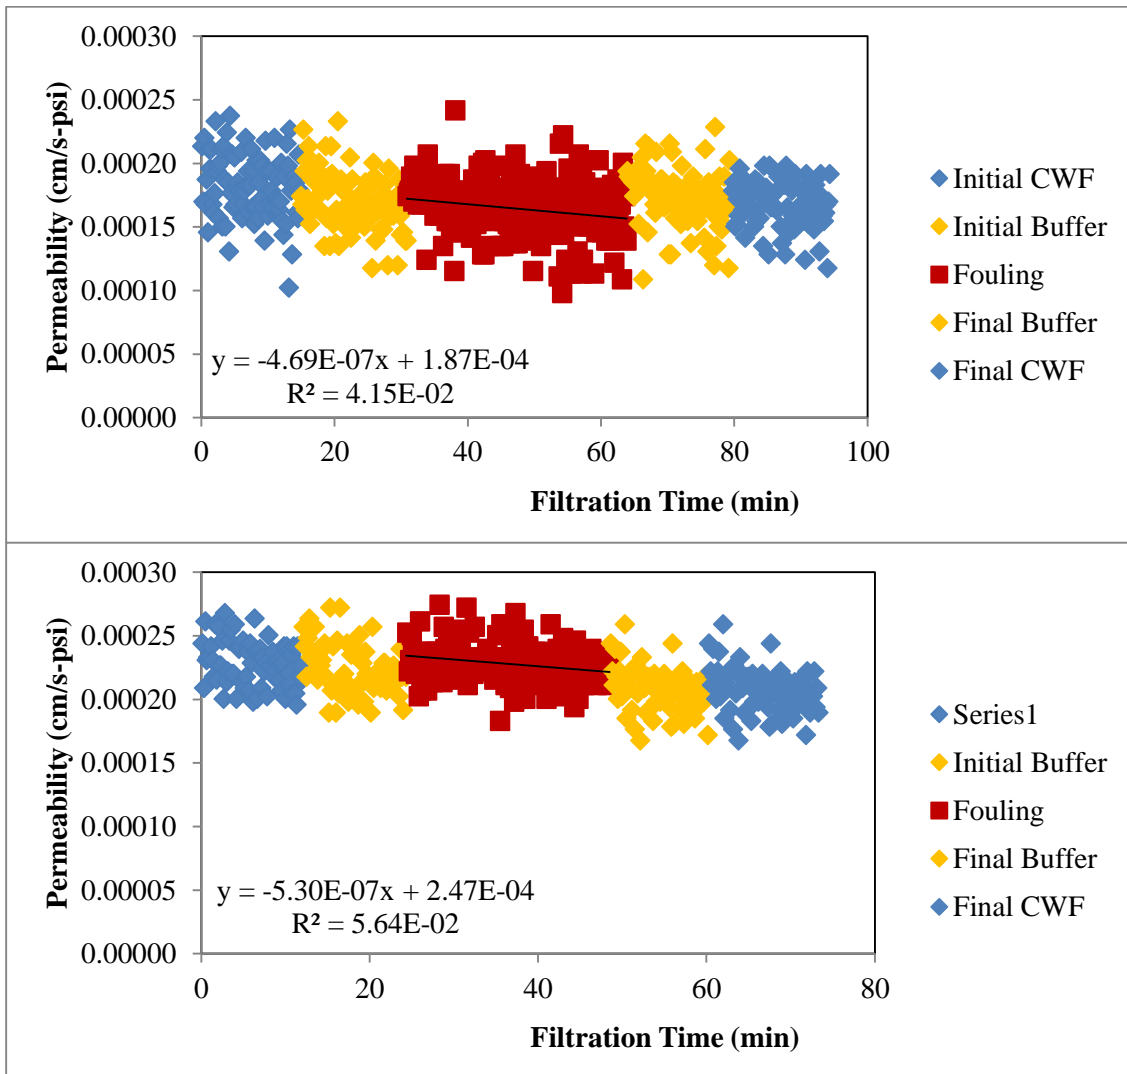 0.00030
0.00025
0.00020
0.00015
0.00010
0.00005
0.00000
Permeability (cm/s-psi)
y = -4.69E-07x + 1.87E-04
R² = 4.15E-02
0 20 40 60 80 100
Filtration Time (min)
Initial CWF
Initial Buffer
Fouling
Final Buffer
Final CWF
0.00030
0.00025
0.00020
0.00015
0.00010
0.00005
0.00000
Permeability (cm/s-psi)
y = -5.30E-07x + 2.47E-04
R² = 5.64E-02
0 20 40 60 80
Filtration Time (min)
Series1
Initial Buffer
Fouling
Final Buffer
Final CWF